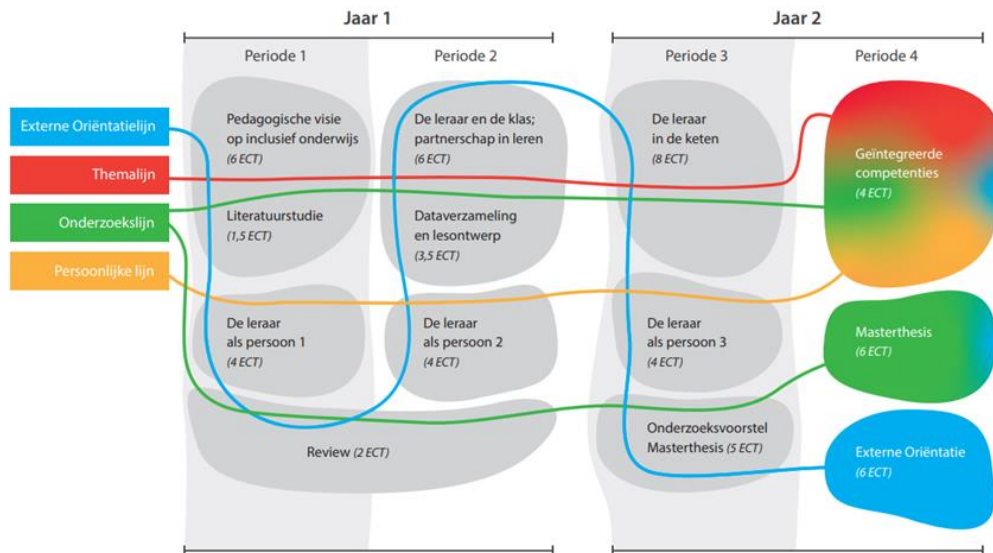 Jaar 1
Jaar 2
Periode 1
Periode 2
Periode 3
Periode 4
Externe Oriëntatielijn
Themalijn
Onderzoekslijn
Persoonlijke lijn
Pedagogische visie
op inclusief onderwijs
(6 ECT)
Literatuurstudie
(1,5 ECT)
De leraar
als persoon 1
(4 ECT)
De leraar en de klas;
partnerschap in leren
(6 ECT)
Dataverzameling
en lesontwerp
(3,5 ECT)
De leraar
als persoon 2
(4 ECT)
Review (2 ECT)
De leraar
in de keten
(8 ECT)
De leraar
als persoon 3
(4 ECT)
Onderzoeksvoorstel
Masterthesis (5 ECT)
Geïntegreerde
competenties
(4 ECT)
Masterthesis
(6 ECT)
Externe Oriëntatie
(6 ECT)